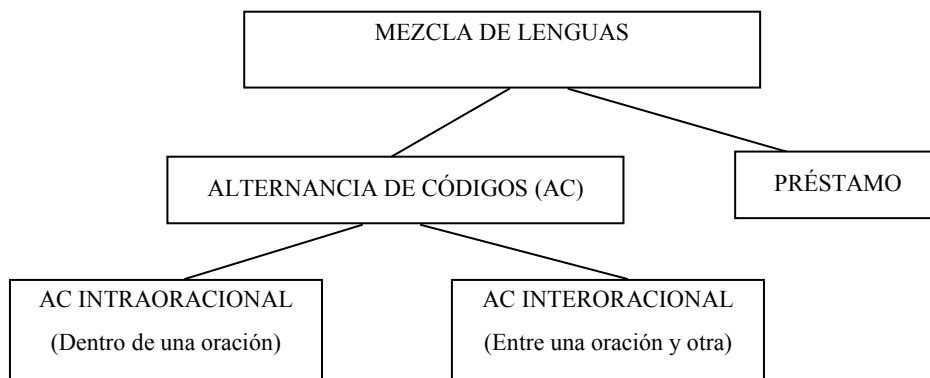 MEZCLA DE LENGUAS
ALTERNANCIA DE CÓDIGOS (AC)
PRÉSTAMO
AC INTRAORACIONAL
(Dentro de una oración)
AC INTERORACIONAL
(Entre una oración y otra)